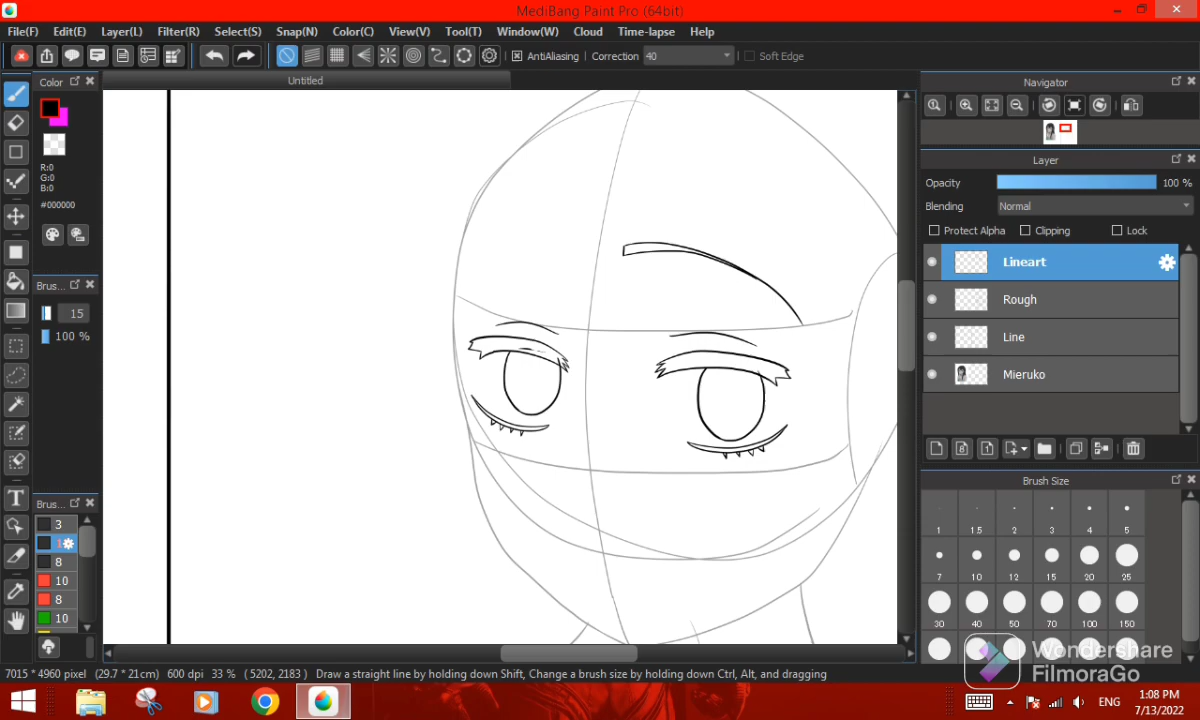 MediBang Paint Pro (64bit)
File(F) Edit(E) Layer(L) Filter(R) Select(S) Snap(N) Color(C) View(V) Tool(T) Window(W) Cloud Time-lapse Help
AntiAliasing Correction 40 Soft Edge
Color
Untitled
Navigator
R:0
G:0
B:0
#000000
Layer
Opacity 100 %
Blending Normal
Protect Alpha Clipping Lock
Lineart
Rough
Line
Mieruko
Brus...
15
100 %
Brus...
3
8
10
8
10
T
8
1
Brush Size
1 1.5 2 3 4 5
7 10 12 15 20 25
30 40 50 70 100 150
Wondershare
FilmoraGo
7015 * 4960 pixel (29.7 * 21cm) 600 dpi 33 % ( 5202, 2183 ) Draw a straight line by holding down Shift, Change a brush size by holding down Ctrl, Alt, and dragging
ENG
1:08 PM
7/13/2022